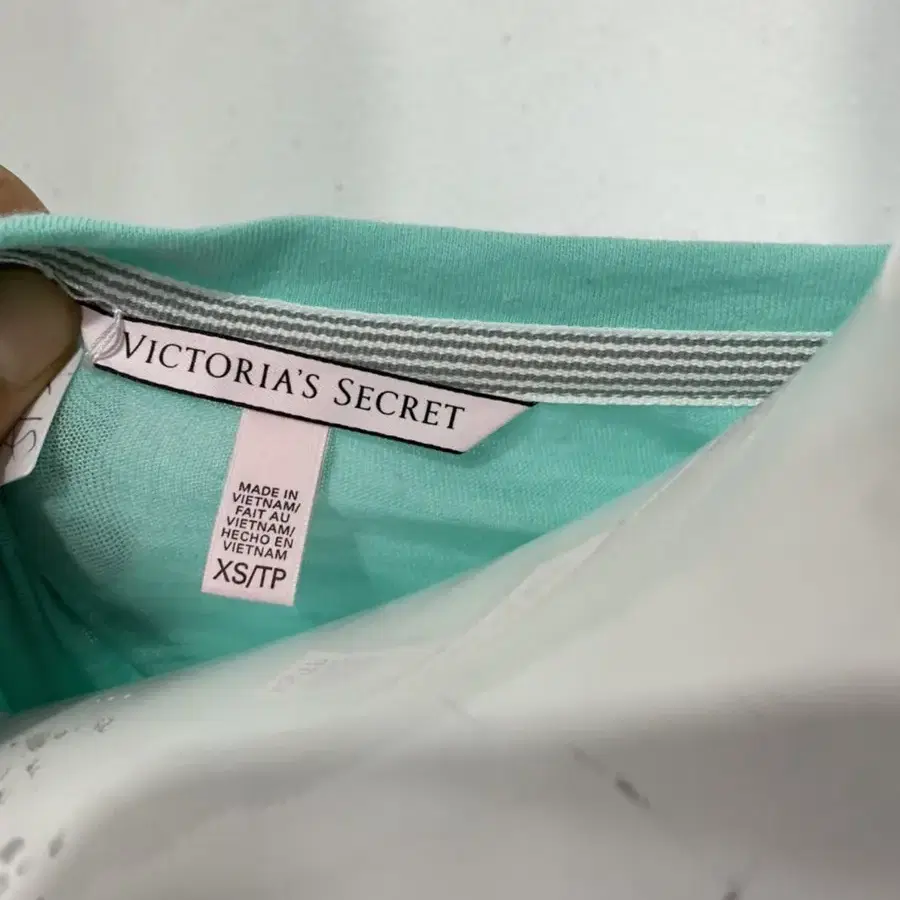 VICTORIA'S SECRET
MADE IN
VIETNAM/
FAIT AU
VIETNAM/
HECHO EN
VIETNAM
XS/TP